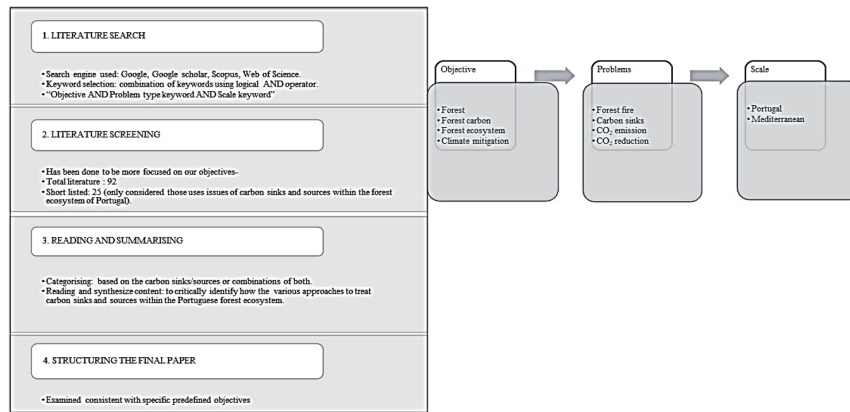 1. LITERATURE SEARCH
• Search engine used: Google, Google scholar, Scopus, Web of Science.
• Keyword selection: combination of keywords using logical AND operator.
• “Objective AND Problem type keyword AND Scale keyword”
2. LITERATURE SCREENING
• Has been done to be more focused on our objectives-
• Total literature : 92
• Short listed: 25 (only considered those uses issues of carbon sinks and sources within the forest
ecosystem of Portugal).
3. READING AND SUMMARISING
• Categorising: based on the carbon sinks/sources or combinations of both.
• Reading and synthesize content: to critically identify how the various approaches to treat
carbon sinks and sources within the Portuguese forest ecosystem.
4. STRUCTURING THE FINAL PAPER
• Examined consistent with specific predefined objectives
Objective
• Forest
• Forest carbon
• Forest ecosystem
• Climate mitigation
Problems
• Forest fire
• Carbon sinks
• CO₂ emission
• CO₂ reduction
Scale
• Portugal
• Mediterranean